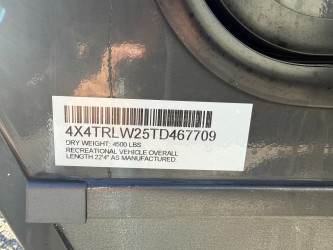 4X4TRLW25TD467709
DRY WEIGHT: 4500 LBS
RECREATIONAL VEHICLE OVERALL
LENGTH 22'4" AS MANUFACTURED